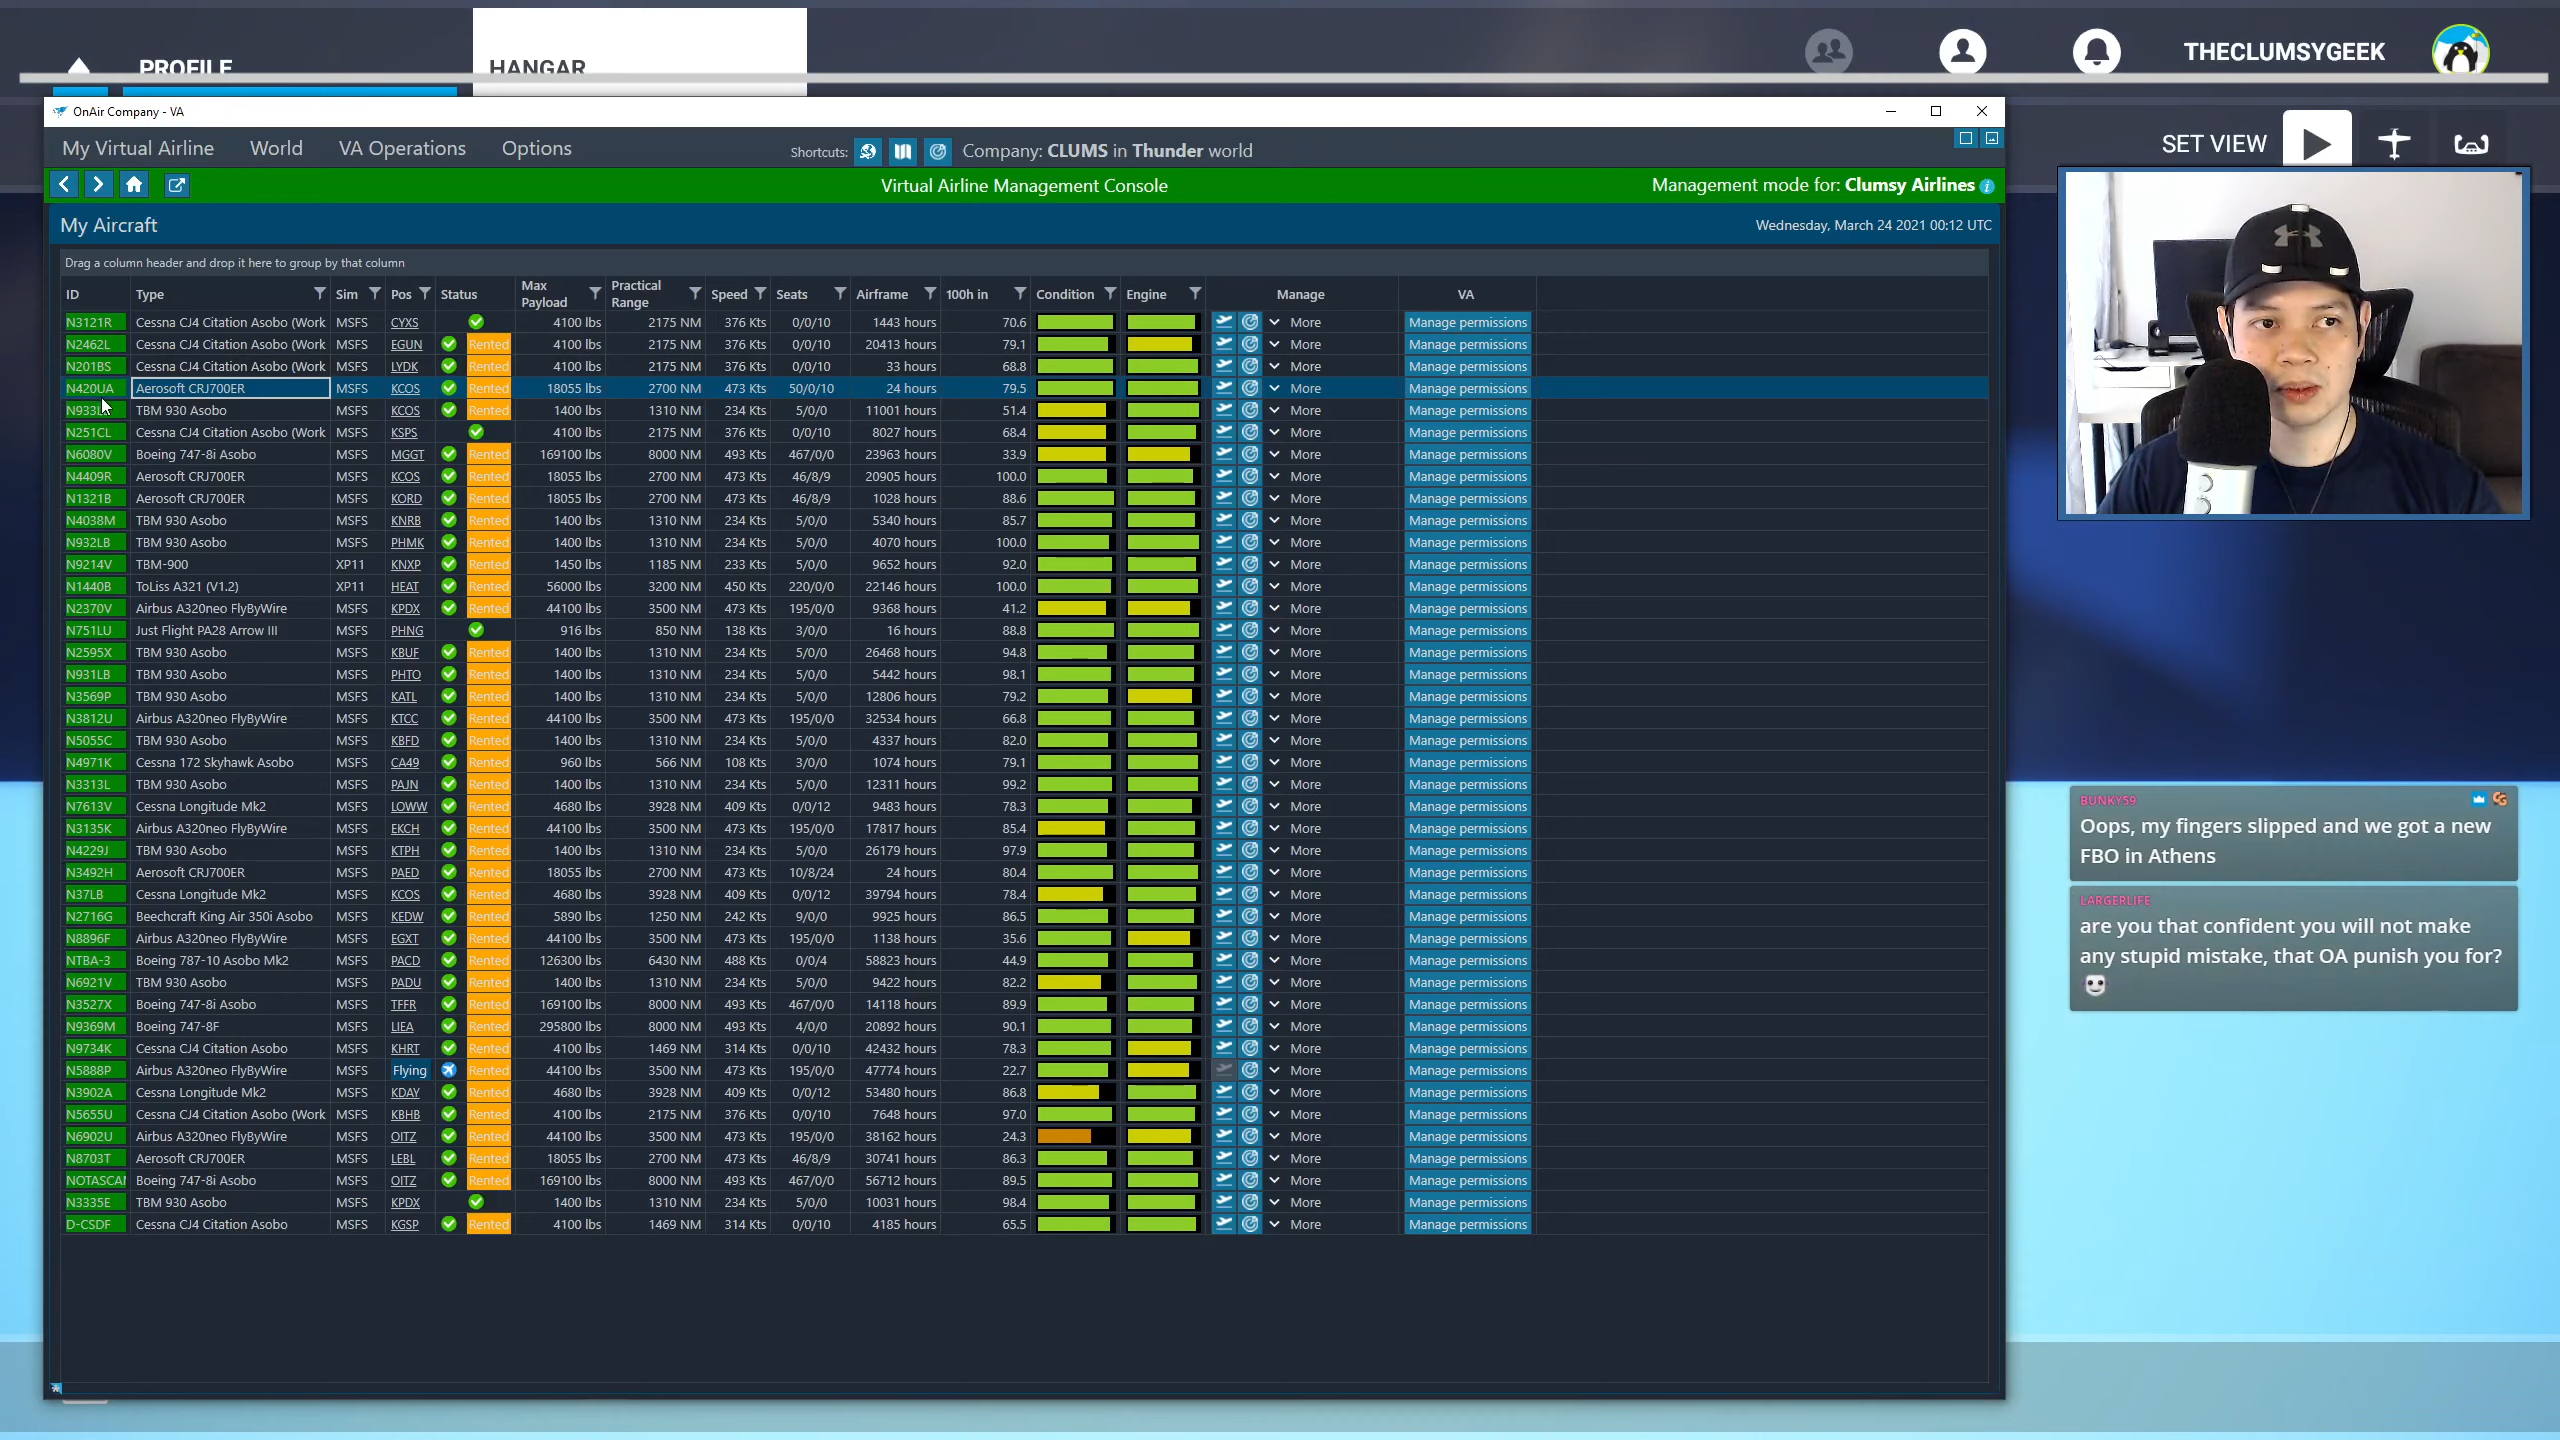 PROFILE
HANGAR
THECLUMSYGEEK
OnAir Company - VA
SET VIEW
My Virtual Airline World VA Operations Options Shortcuts: Company: CLUMS in Thunder world
Virtual Airline Management Console Management mode for: Clumsy Airlines
My Aircraft Wednesday, March 24 2021 00:12 UTC
Drag a column header and drop it here to group by that column
ID Type Sim Pos Status Max Payload Practical Range Speed Seats Airframe 100h in Condition Engine Manage VA
N3121R Cessna CJ4 Citation Asobo (Work MSFS CYXS 4100 lbs 2175 NM 376 Kts 0/0/10 1443 hours 70.6 More Manage permissions
N2462L Cessna CJ4 Citation Asobo (Work MSFS EGUN Rented 4100 lbs 2175 NM 376 Kts 0/0/10 20413 hours 79.1 More Manage permissions
N201BS Cessna CJ4 Citation Asobo (Work MSFS LYDK Rented 4100 lbs 2175 NM 376 Kts 0/0/10 33 hours 68.8 More Manage permissions
N420UA Aerosoft CRJ700ER MSFS KCOS Rented 18055 lbs 2700 NM 473 Kts 50/0/10 24 hours 79.5 More Manage permissions
TBM 930 Asobo MSFS KCOS Rented 1400 lbs 1310 NM 234 Kts 5/0/0 11001 hours 51.4 More Manage permissions
N251CL Cessna CJ4 Citation Asobo (Work MSFS KSPS 4100 lbs 2175 NM 376 Kts 0/0/10 8027 hours 68.4 More Manage permissions
N6080V Boeing 747-8i Asobo MSFS MGGT Rented 169100 lbs 8000 NM 493 Kts 467/0/0 23963 hours 33.9 More Manage permissions
N4409R Aerosoft CRJ700ER MSFS KCOS Rented 18055 lbs 2700 NM 473 Kts 46/8/9 20905 hours 100.0 More Manage permissions
N1321B Aerosoft CRJ700ER MSFS KORD Rented 18055 lbs 2700 NM 473 Kts 46/8/9 1028 hours 88.6 More Manage permissions
N4038M TBM 930 Asobo MSFS KNRB Rented 1400 lbs 1310 NM 234 Kts 5/0/0 5340 hours 85.7 More Manage permissions
N932LB TBM 930 Asobo MSFS PHMK Rented 1400 lbs 1310 NM 234 Kts 5/0/0 4070 hours 100.0 More Manage permissions
N9214V TBM-900 XP11 KNXP Rented 1450 lbs 1185 NM 233 Kts 5/0/0 9652 hours 92.0 More Manage permissions
N1440B ToLiss A321 (V1.2) XP11 HEAT Rented 56000 lbs 3200 NM 450 Kts 220/0/0 22146 hours 100.0 More Manage permissions
N2370V Airbus A320neo FlyByWire MSFS KPDX Rented 44100 lbs 3500 NM 473 Kts 195/0/0 9368 hours 41.2 More Manage permissions
N751LU Just Flight PA28 Arrow III MSFS PHNG 916 lbs 850 NM 138 Kts 3/0/0 16 hours 88.8 More Manage permissions
N2595X TBM 930 Asobo MSFS KBUF Rented 1400 lbs 1310 NM 234 Kts 5/0/0 26468 hours 94.8 More Manage permissions
N931LB TBM 930 Asobo MSFS PHTO Rented 1400 lbs 1310 NM 234 Kts 5/0/0 5442 hours 98.1 More Manage permissions
N3569P TBM 930 Asobo MSFS KATL Rented 1400 lbs 1310 NM 234 Kts 5/0/0 12806 hours 79.2 More Manage permissions
N3812U Airbus A320neo FlyByWire MSFS KTCC Rented 44100 lbs 3500 NM 473 Kts 195/0/0 32534 hours 66.8 More Manage permissions
N5055C TBM 930 Asobo MSFS KBFD Rented 1400 lbs 1310 NM 234 Kts 5/0/0 4337 hours 82.0 More Manage permissions
N4971K Cessna 172 Skyhawk Asobo MSFS CA49 Rented 960 lbs 566 NM 108 Kts 3/0/0 1074 hours 79.1 More Manage permissions
N3313L TBM 930 Asobo MSFS PAJN Rented 1400 lbs 1310 NM 234 Kts 5/0/0 12311 hours 99.2 More Manage permissions
N7613V Cessna Longitude Mk2 MSFS LOWW Rented 4680 lbs 3928 NM 409 Kts 0/0/12 9483 hours 78.3 More Manage permissions
N3135K Airbus A320neo FlyByWire MSFS EKCH Rented 44100 lbs 3500 NM 473 Kts 195/0/0 17817 hours 85.4 More Manage permissions
N4229J TBM 930 Asobo MSFS KTPH Rented 1400 lbs 1310 NM 234 Kts 5/0/0 26179 hours 97.9 More Manage permissions
N3492H Aerosoft CRJ700ER MSFS PAED Rented 18055 lbs 2700 NM 473 Kts 10/8/24 24 hours 80.4 More Manage permissions
N37LB Cessna Longitude Mk2 MSFS KCOS Rented 4680 lbs 3928 NM 409 Kts 0/0/12 39794 hours 78.4 More Manage permissions
N2716G Beechcraft King Air 350i Asobo MSFS KEDW Rented 5890 lbs 1250 NM 242 Kts 9/0/0 9925 hours 86.5 More Manage permissions
N8896F Airbus A320neo FlyByWire MSFS EGXT Rented 44100 lbs 3500 NM 473 Kts 195/0/0 1138 hours 35.6 More Manage permissions
NTBA-3 Boeing 787-10 Asobo Mk2 MSFS PACD Rented 126300 lbs 6430 NM 488 Kts 0/0/4 58823 hours 44.9 More Manage permissions
N6921V TBM 930 Asobo MSFS PADU Rented 1400 lbs 1310 NM 234 Kts 5/0/0 9422 hours 82.2 More Manage permissions
N3527X Boeing 747-8i Asobo MSFS TFFR Rented 169100 lbs 8000 NM 493 Kts 467/0/0 14118 hours 89.9 More Manage permissions
N9369M Boeing 747-8F MSFS LIEA Rented 295800 lbs 8000 NM 493 Kts 4/0/0 20892 hours 90.1 More Manage permissions
N9734K Cessna CJ4 Citation Asobo MSFS KHRT Rented 4100 lbs 1469 NM 314 Kts 0/0/10 42432 hours 78.3 More Manage permissions
N5888P Airbus A320neo FlyByWire MSFS Flying Rented 44100 lbs 3500 NM 473 Kts 195/0/0 47774 hours 22.7 More Manage permissions
N3902A Cessna Longitude Mk2 MSFS KDAY Rented 4680 lbs 3928 NM 409 Kts 0/0/12 53480 hours 86.8 More Manage permissions
N5655U Cessna CJ4 Citation Asobo (Work MSFS KBHB Rented 4100 lbs 2175 NM 376 Kts 0/0/10 7648 hours 97.0 More Manage permissions
N6902U Airbus A320neo FlyByWire MSFS OITZ Rented 44100 lbs 3500 NM 473 Kts 195/0/0 38162 hours 24.3 More Manage permissions
N8703T Aerosoft CRJ700ER MSFS LEBL Rented 18055 lbs 2700 NM 473 Kts 46/8/9 30741 hours 86.3 More Manage permissions
NOTASCAI Boeing 747-8i Asobo MSFS OITZ Rented 169100 lbs 8000 NM 493 Kts 467/0/0 56712 hours 89.5 More Manage permissions
N3335E TBM 930 Asobo MSFS KPDX 1400 lbs 1310 NM 234 Kts 5/0/0 10031 hours 98.4 More Manage permissions
D-CSDF Cessna CJ4 Citation Asobo MSFS KGSP Rented 4100 lbs 1469 NM 314 Kts 0/0/10 4185 hours 65.5 More Manage permissions
BUNKY59
Oops, my fingers slipped and we got a new
FBO in Athens
LARGERLIFE
are you that confident you will not make
any stupid mistake, that OA punish you for?